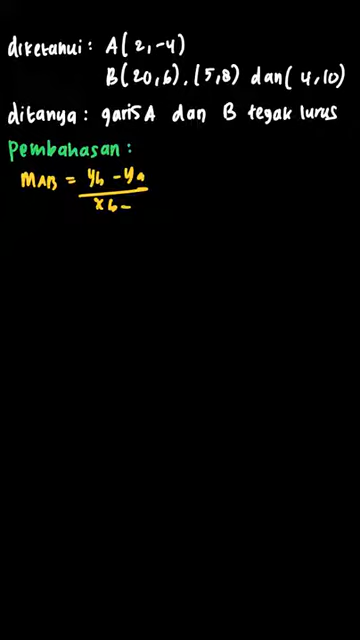 diketahui : A(2,-4)
B(20,6), (5,8) dan (4,10)
ditanya : garis A dan B tegak lurus
Pembahasan :
MAB = yb - ya
xb -